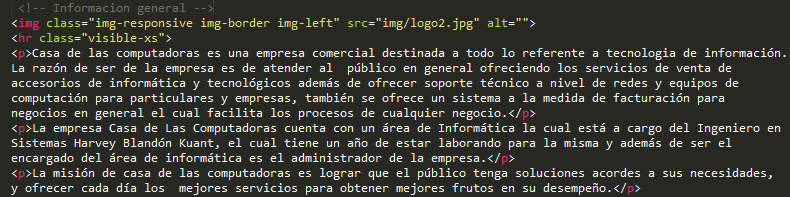 <!-- Informacion general -->
<img class="img-responsive img-border img-left" src="img/logo2.jpg" alt="">
<hr class="visible-xs">
<p>Casa de las computadoras es una empresa comercial destinada a todo lo referente a tecnologia de información.
La razón de ser de la empresa es de atender al  público en general ofreciendo los servicios de venta de
accesorios de informática y tecnológicos además de ofrecer soporte técnico a nivel de redes y equipos de
computación para particulares y empresas, también se ofrece un sistema a la medida de facturación para
negocios en general el cual facilita los procesos de cualquier negocio.</p>
<p>La empresa Casa de Las Computadoras cuenta con un área de Informática la cual está a cargo del Ingeniero en
Sistemas Harvey Blandón Kuant, el cual tiene un año de estar laborando para la misma y además de ser el
encargado del área de informática es el administrador de la empresa.</p>
<p>La misión de casa de las computadoras es lograr que el público tenga soluciones acordes a sus necesidades,
y ofrecer cada día los  mejores servicios para obtener mejores frutos en su desempeño.</p>